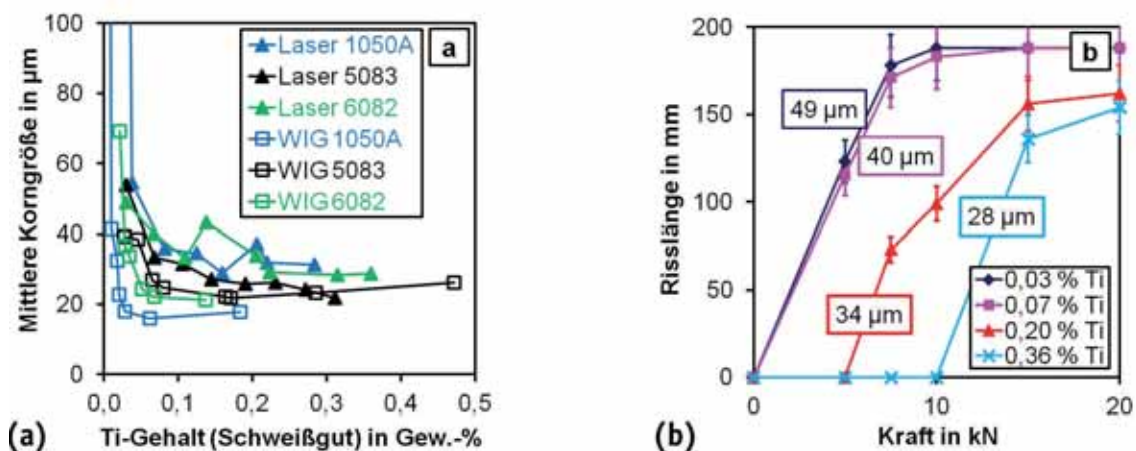 100
80
60
40
20
0
Mittlere Korngröße in µm
Laser 1050A
Laser 5083
Laser 6082
WIG 1050A
WIG 5083
WIG 6082
a
0,0 0,1 0,2 0,3 0,4 0,5
Ti-Gehalt (Schweißgut) in Gew.-%
(a)
200
150
100
50
0
Risslänge in mm
b
49 µm
40 µm
28 µm
34 µm
0,03 % Ti
0,07 % Ti
0,20 % Ti
0,36 % Ti
0 10 20
Kraft in kN
(b)